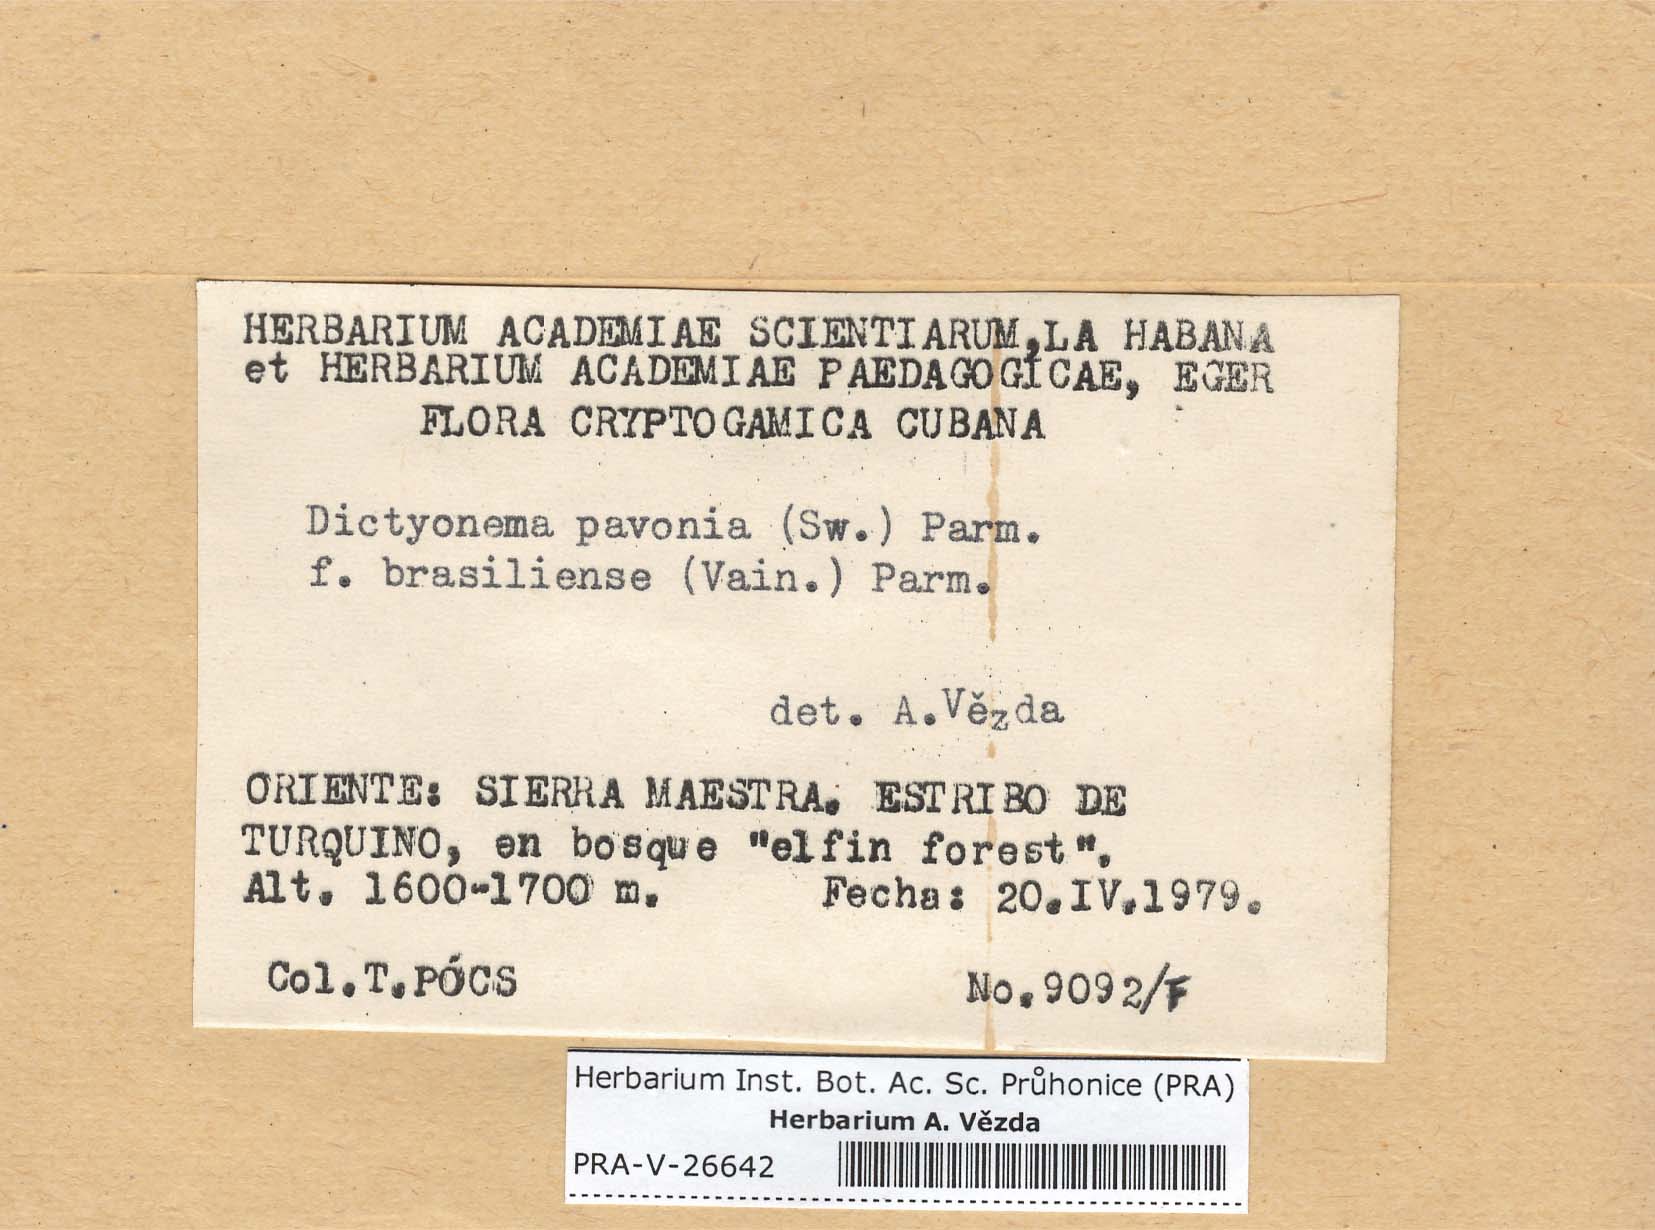 HERBARIUM ACADEMIAE SCIENTIARUM, LA HABANA
et HERBARIUM ACADEMIAE PAEDAGOGICAE, EGER
FLORA CRYPTOGAMICA CUBANA
Dictyonema pavonia (Sw.) Parm.
f. brasiliense (Vain.) Parm.
det. A.Vězda
ORIENTE: SIERRA MAESTRA. ESTRIBO DE
TURQUINO, en bosque "elfin forest".
Alt. 1600-1700 m. Fecha: 20.IV.1979.
Col.T.PÓCS No.9092/F
Herbarium Inst. Bot. Ac. Sc. Průhonice (PRA)
Herbarium A. Vězda
PRA-V-26642